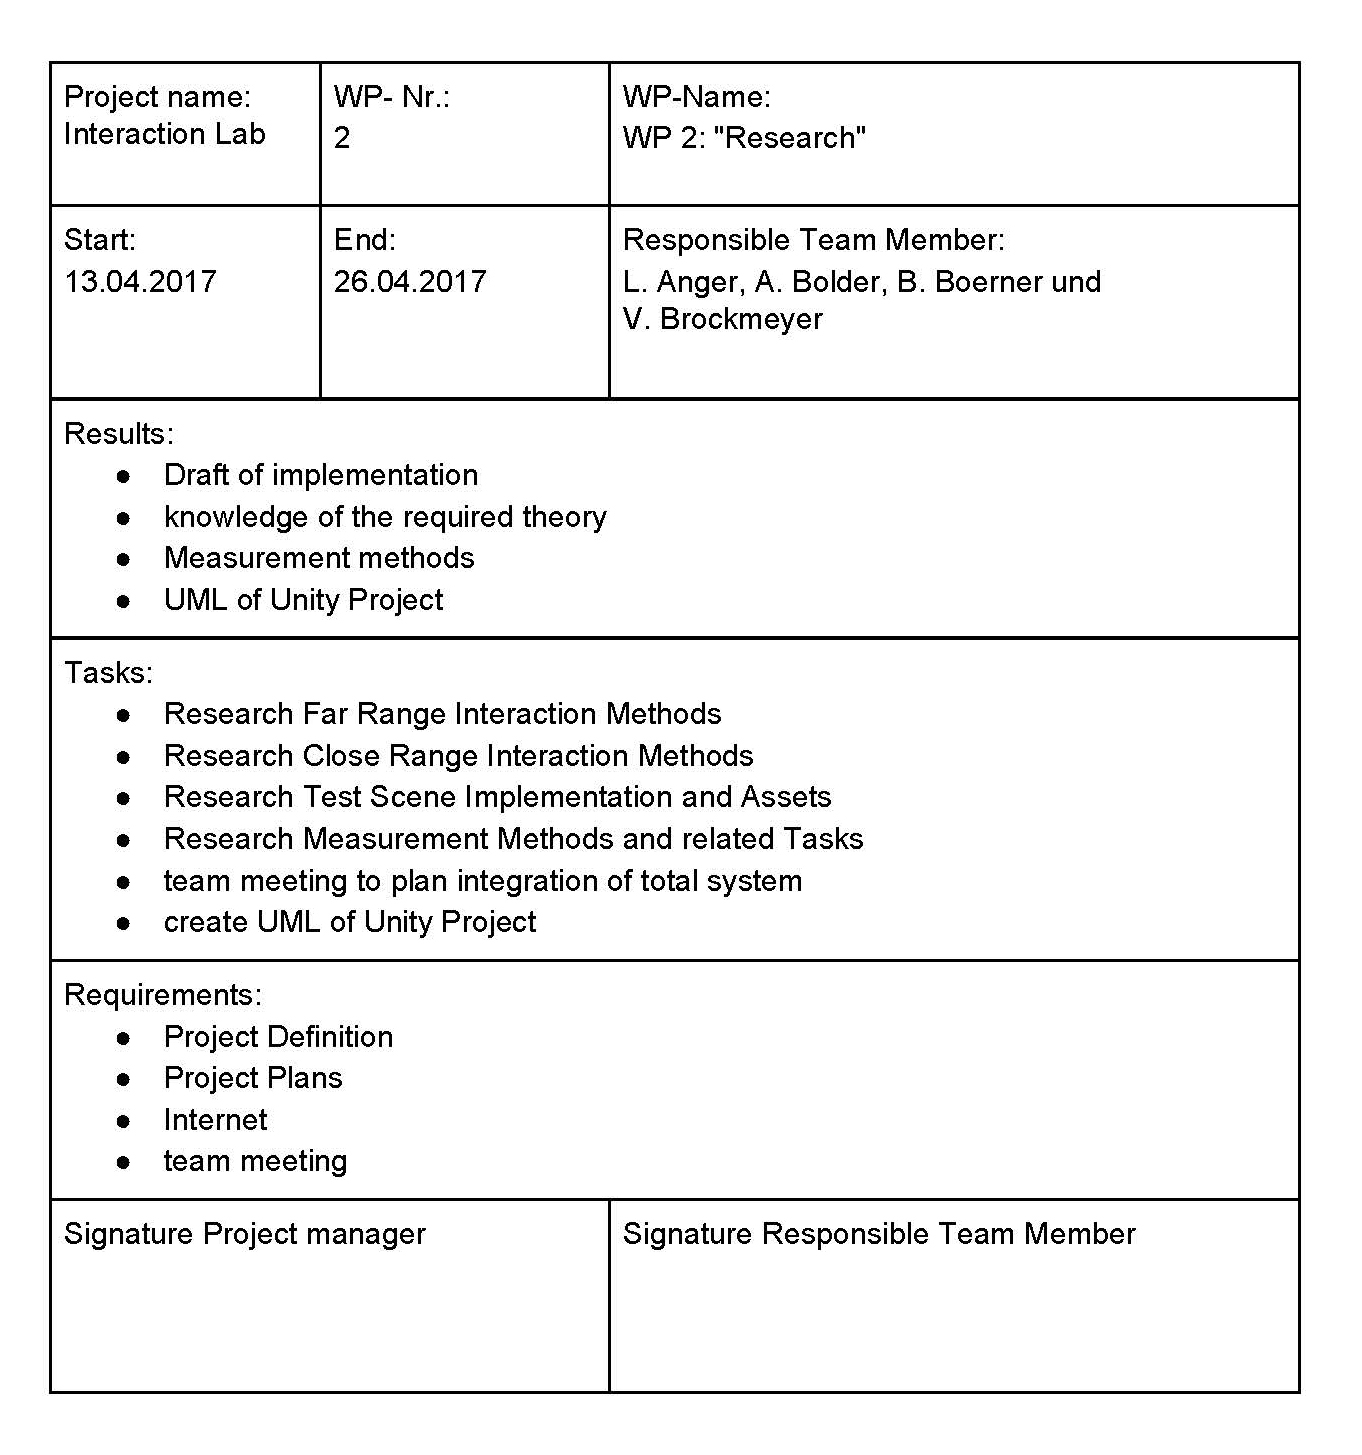 Project name:
Interaction Lab
WP- Nr.:
2
WP-Name:
WP 2: "Research"
Start:
13.04.2017
End:
26.04.2017
Responsible Team Member:
L. Anger, A. Bolder, B. Boerner und
V. Brockmeyer
Results:
● Draft of implementation
● knowledge of the required theory
● Measurement methods
● UML of Unity Project
Tasks:
● Research Far Range Interaction Methods
● Research Close Range Interaction Methods
● Research Test Scene Implementation and Assets
● Research Measurement Methods and related Tasks
● team meeting to plan integration of total system
● create UML of Unity Project
Requirements:
● Project Definition
● Project Plans
● Internet
● team meeting
Signature Project manager
Signature Responsible Team Member